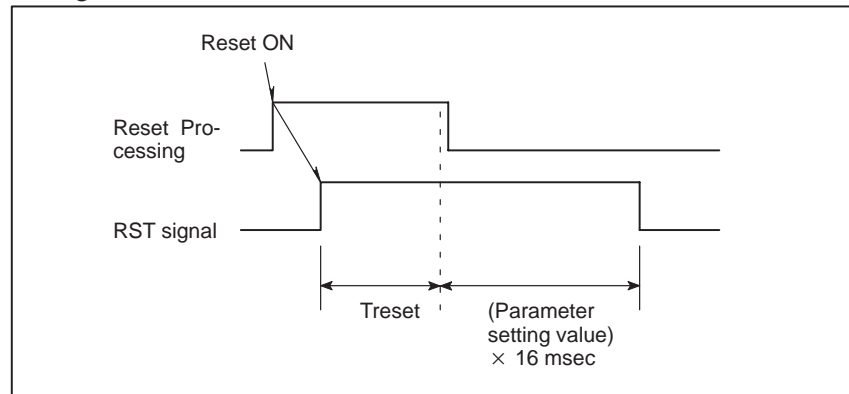 Reset ON
Reset Pro-
cessing
RST signal
Treset
(Parameter
setting value)
× 16 msec